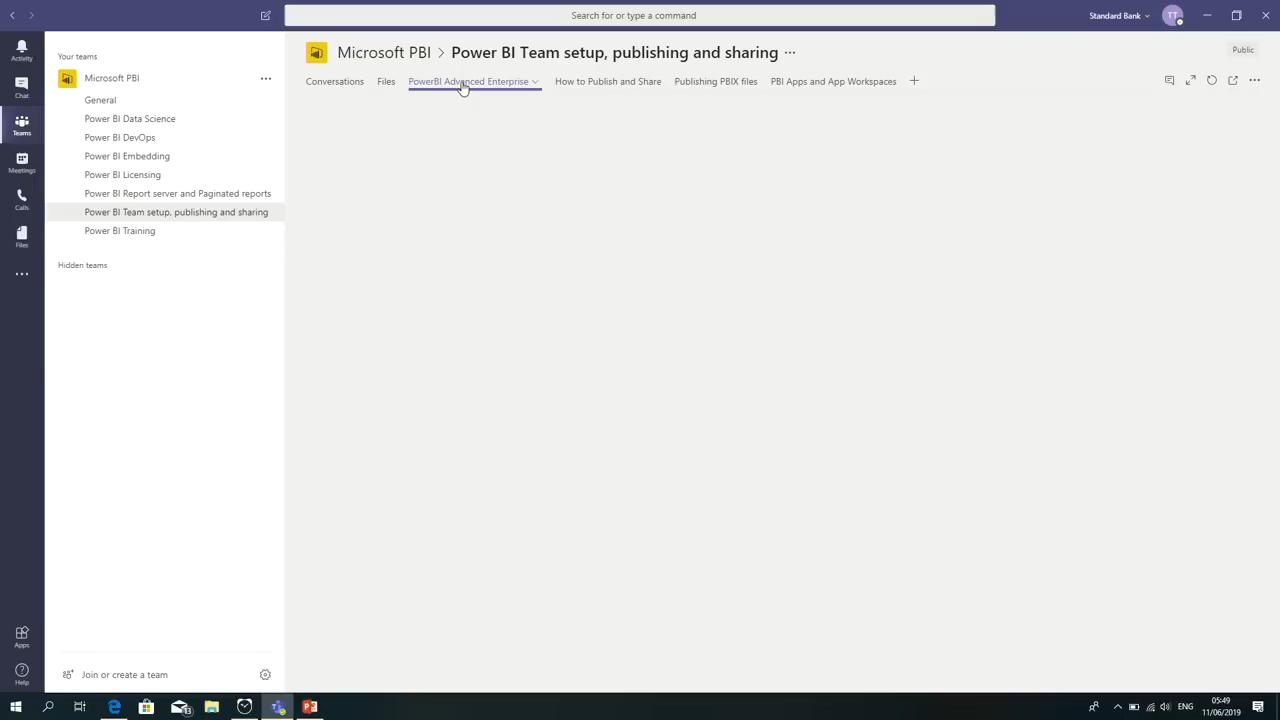 Search for or type a command
Standard Bank
TT
Activity
Chat
Teams
Meetings
Calls
Files
Apps
Help
Your teams
Microsoft PBI
General
Power BI Data Science
Power BI DevOps
Power BI Embedding
Power BI Licensing
Power BI Report server and Paginated reports
Power BI Team setup, publishing and sharing
Power BI Training
Hidden teams
Join or create a team
Microsoft PBI > Power BI Team setup, publishing and sharing ...
Public
Conversations Files PowerBI Advanced Enterprise How to Publish and Share Publishing PBIX files PBI Apps and App Workspaces +
13
ENG
05:49
11/06/2019